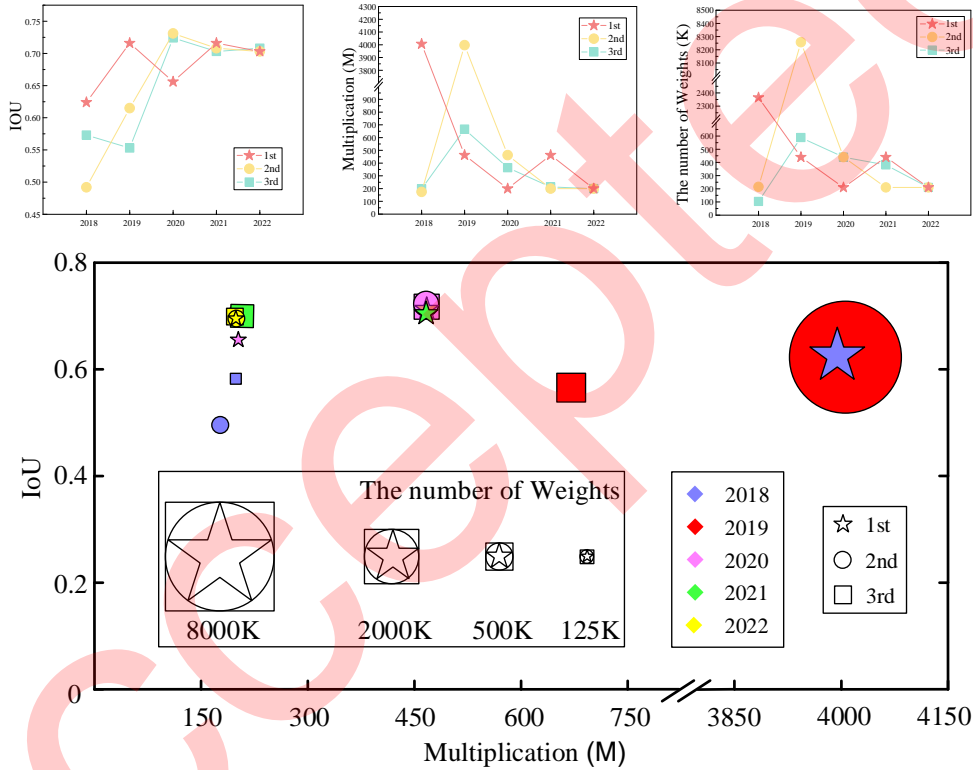 0.75
0.70
0.65
0.60
0.55
0.50
0.45
IOU
2018 2019 2020 2021 2022
1st
2nd
3rd
4300
4200
4100
4000
3900
3800
900
800
700
600
500
400
300
200
100
0
Multiplication (M)
2018 2019 2020 2021 2022
1st
2nd
3rd
8500
8400
8300
8200
8100
2400
2300
600
500
400
300
200
100
0
The number of Weights (K)
2018 2019 2020 2021 2022
1st
2nd
3rd
0.8
0.6
0.4
0.2
0
IoU
The number of Weights
8000K 2000K 500K 125K
2018
2019
2020
2021
2022
1st
2nd
3rd
150 300 450 600 750 3850 4000 4150
Multiplication (M)
ccepte